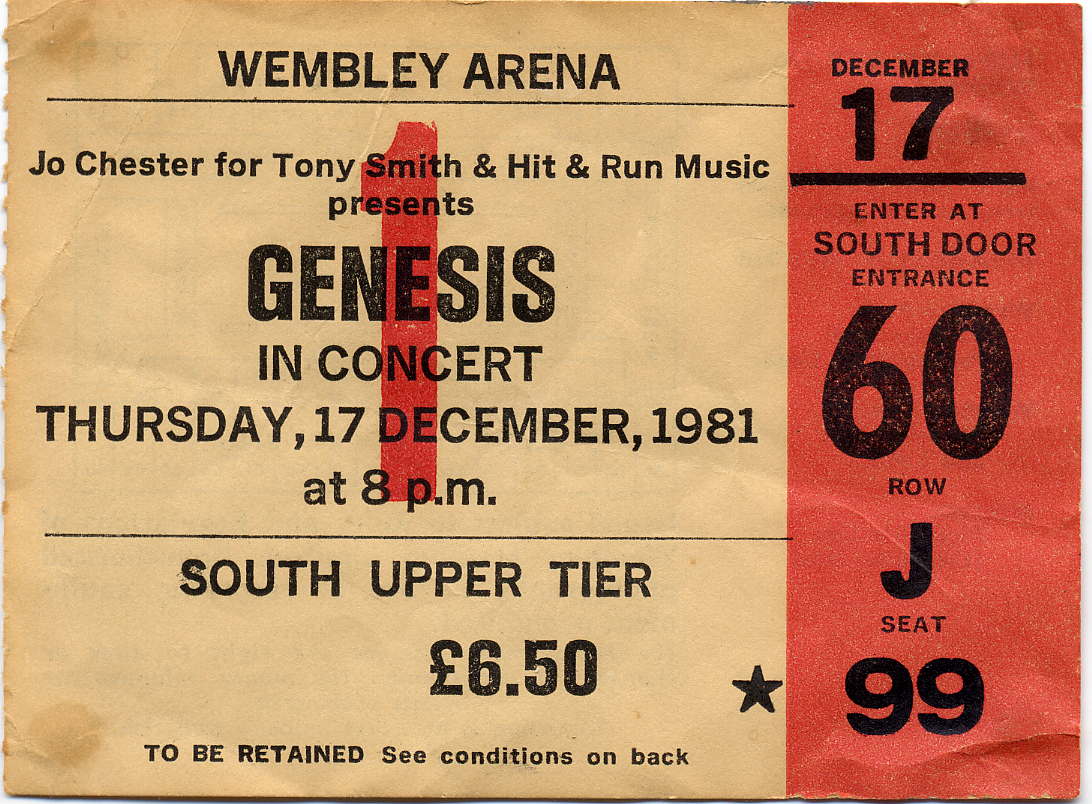 WEMBLEY ARENA
Jo Chester for Tony Smith & Hit & Run Music
presents
GENESIS
IN CONCERT
THURSDAY, 17 DECEMBER, 1981
at 8 p.m.
1
SOUTH UPPER TIER
£6.50
TO BE RETAINED See conditions on back
DECEMBER
17
ENTER AT
SOUTH DOOR
ENTRANCE
60
ROW
J
SEAT
99